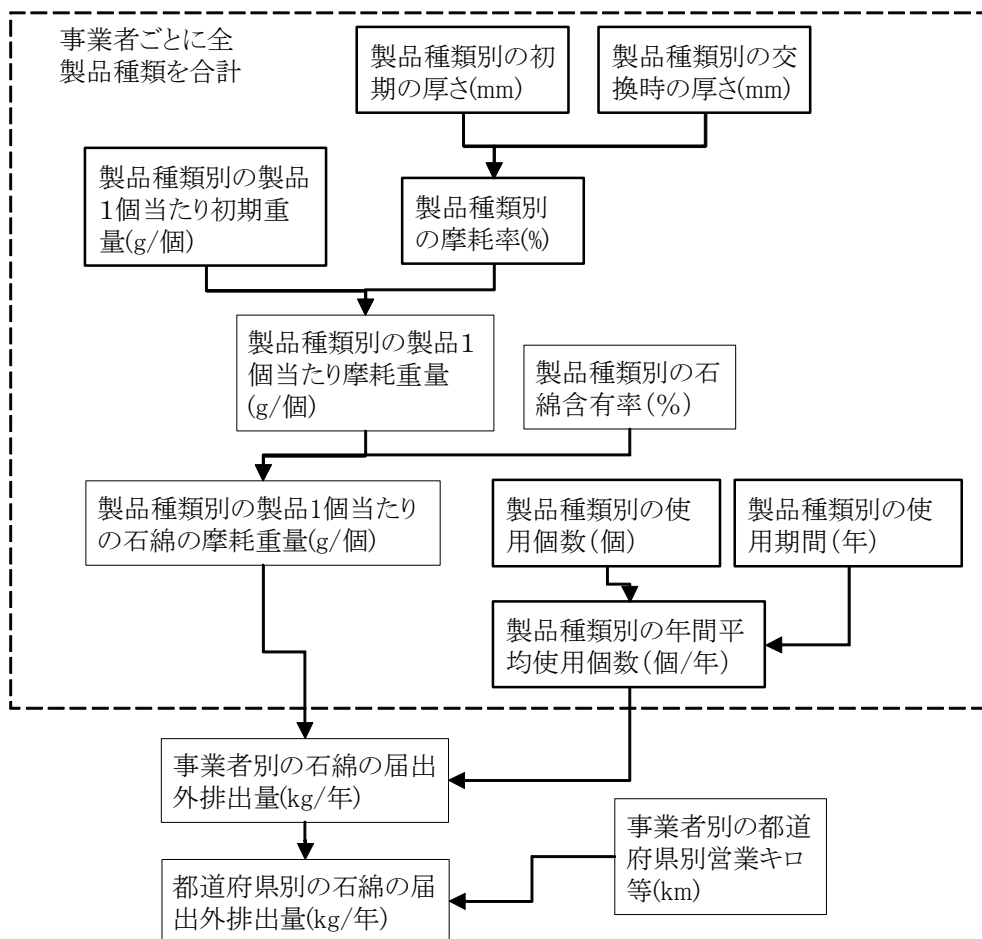 事業者ごとに全
製品種類を合計
製品種類別の初
期の厚さ(mm)
製品種類別の交
換時の厚さ(mm)
製品種類別の製品
1個当たり初期重
量(g/個)
製品種類別
の摩耗率(%)
製品種類別の製品1
個当たり摩耗重量
(g/個)
製品種類別の石
綿含有率(%)
製品種類別の製品1個当たり
の石綿の摩耗重量(g/個)
製品種類別の使
用個数(個)
製品種類別の使
用期間(年)
製品種類別の年間平
均使用個数(個/年)
事業者別の石綿の届出
外排出量(kg/年)
事業者別の都道
府県別営業キロ
等(km)
都道府県別の石綿の届
出外排出量(kg/年)